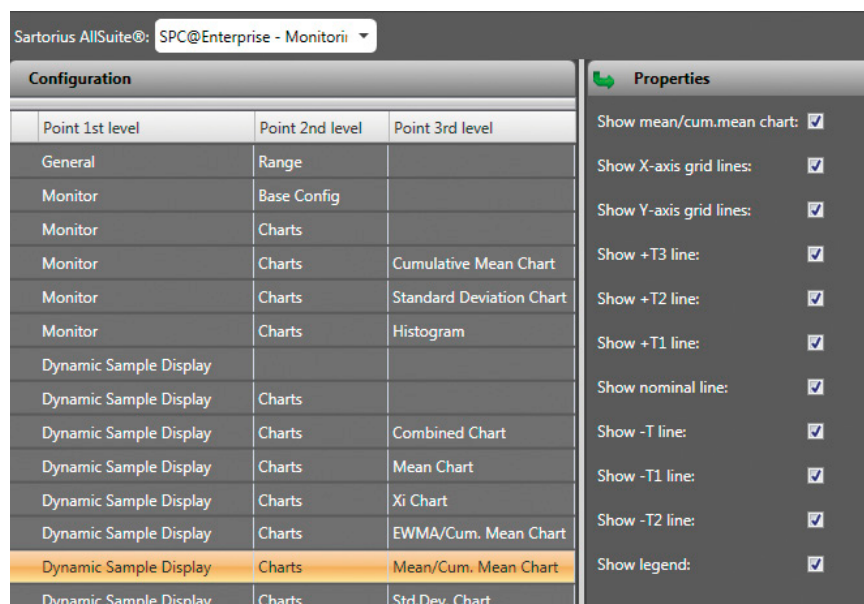 Sartorius AllSuite®: SPC@Enterprise - Monitorin
Configuration
Point 1st level Point 2nd level Point 3rd level
General Range
Monitor Base Config
Monitor Charts
Monitor Charts Cumulative Mean Chart
Monitor Charts Standard Deviation Chart
Monitor Charts Histogram
Dynamic Sample Display
Dynamic Sample Display Charts
Dynamic Sample Display Charts Combined Chart
Dynamic Sample Display Charts Mean Chart
Dynamic Sample Display Charts Xi Chart
Dynamic Sample Display Charts EWMA/Cum. Mean Chart
Dynamic Sample Display Charts Mean/Cum. Mean Chart
Dynamic Sample Display Charts Std.Dev. Chart
Properties
Show mean/cum.mean chart:
Show X-axis grid lines:
Show Y-axis grid lines:
Show +T3 line:
Show +T2 line:
Show +T1 line:
Show nominal line:
Show -T line:
Show -T1 line:
Show -T2 line:
Show legend: